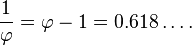 1/φ = φ − 1 = 0.618 … .